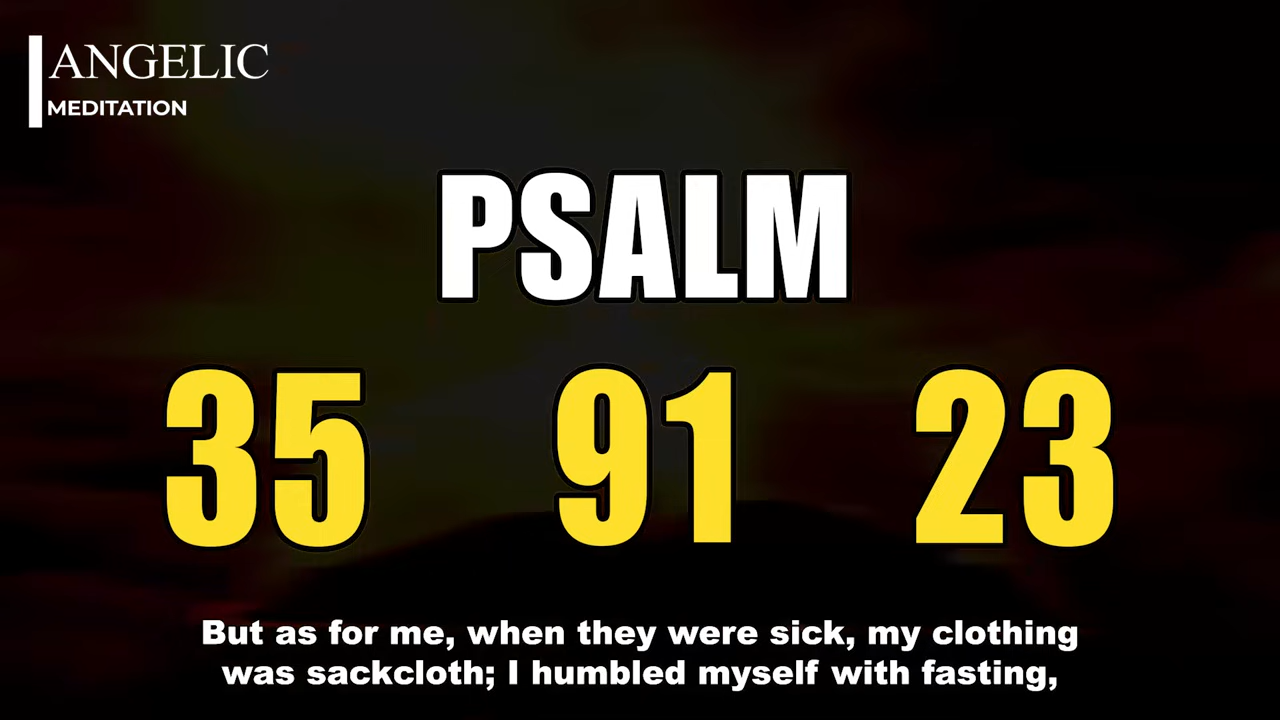 ANGELIC
MEDITATION
PSALM
35 91 23
But as for me, when they were sick, my clothing
was sackcloth; I humbled myself with fasting,